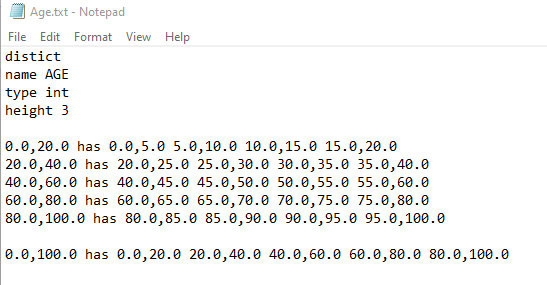 Age.txt - Notepad
File Edit Format View Help
distict
name AGE
type int
height 3
0.0,20.0 has 0.0,5.0 5.0,10.0 10.0,15.0 15.0,20.0
20.0,40.0 has 20.0,25.0 25.0,30.0 30.0,35.0 35.0,40.0
40.0,60.0 has 40.0,45.0 45.0,50.0 50.0,55.0 55.0,60.0
60.0,80.0 has 60.0,65.0 65.0,70.0 70.0,75.0 75.0,80.0
80.0,100.0 has 80.0,85.0 85.0,90.0 90.0,95.0 95.0,100.0
0.0,100.0 has 0.0,20.0 20.0,40.0 40.0,60.0 60.0,80.0 80.0,100.0